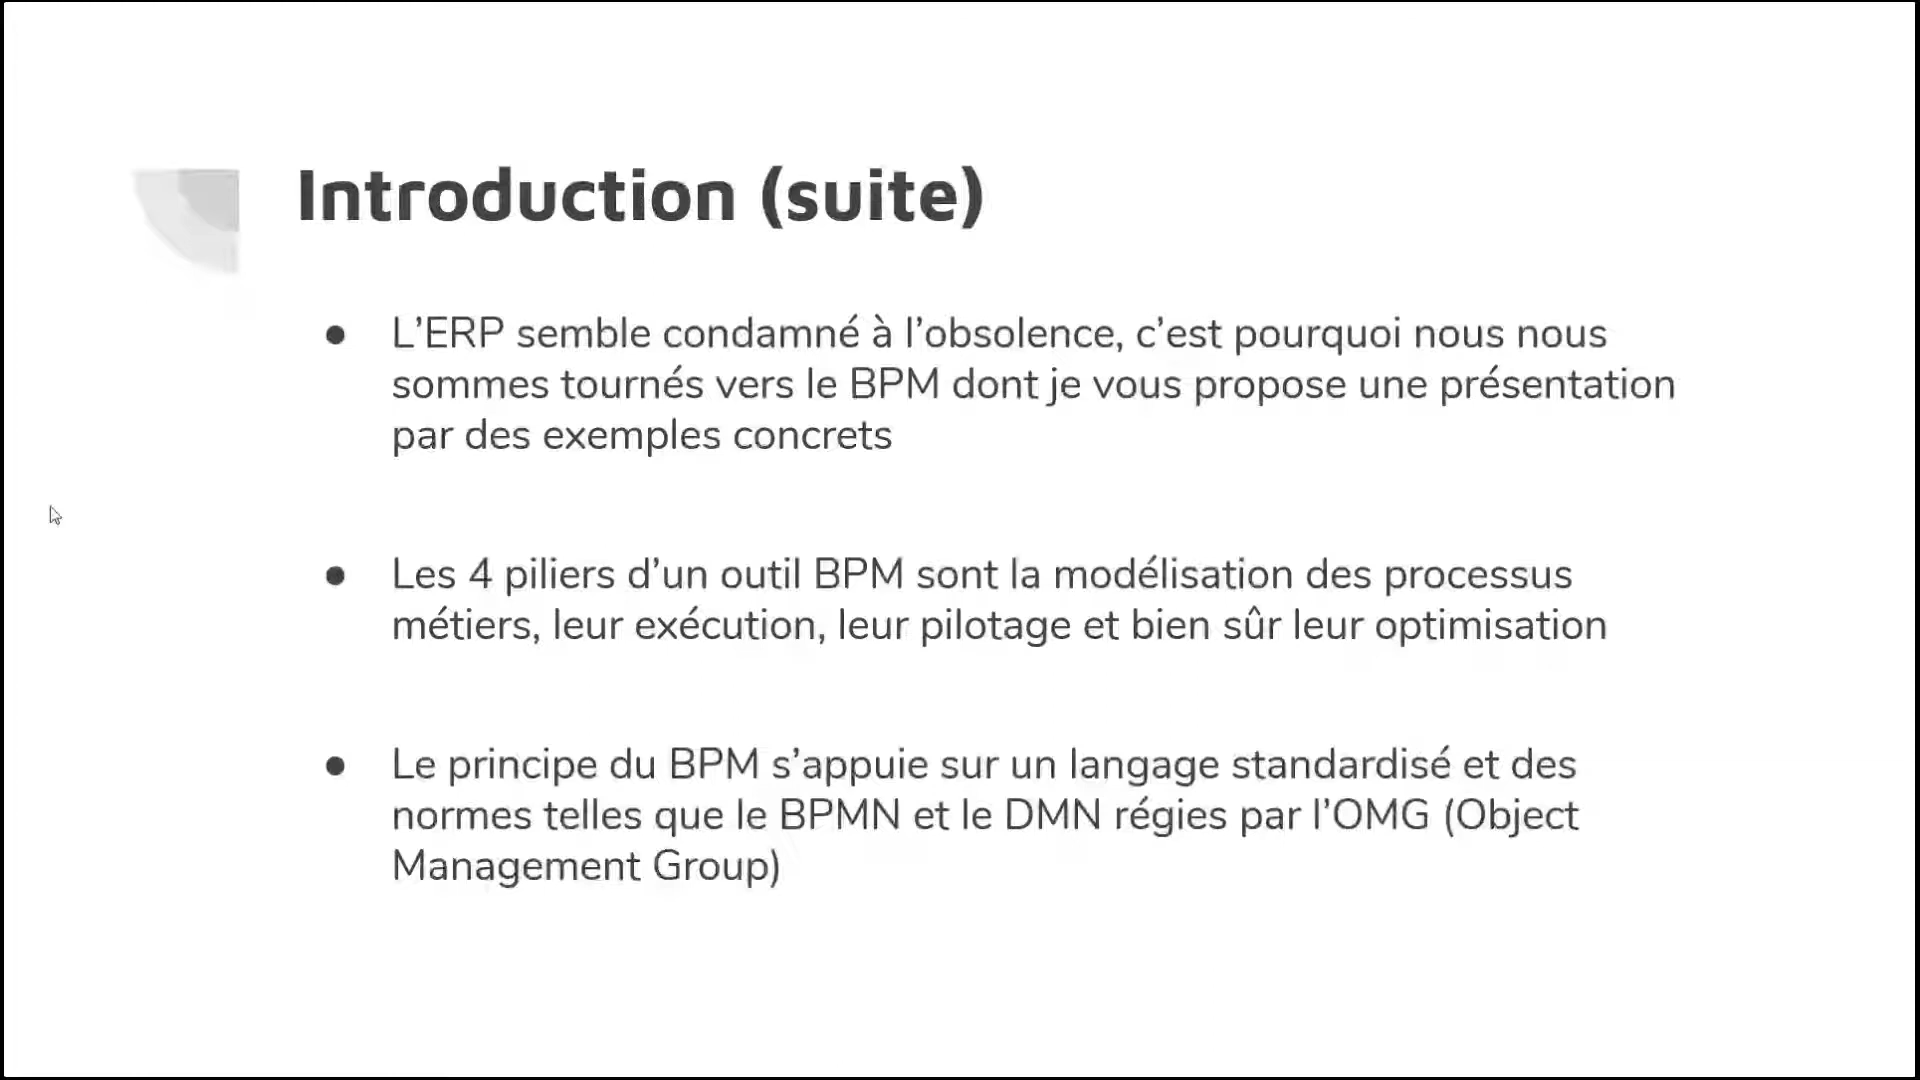 Introduction (suite)
● L’ERP semble condamné à l’obsolence, c’est pourquoi nous nous
sommes tournés vers le BPM dont je vous propose une présentation
par des exemples concrets
● Les 4 piliers d’un outil BPM sont la modélisation des processus
métiers, leur exécution, leur pilotage et bien sûr leur optimisation
● Le principe du BPM s’appuie sur un langage standardisé et des
normes telles que le BPMN et le DMN régies par l’OMG (Object
Management Group)